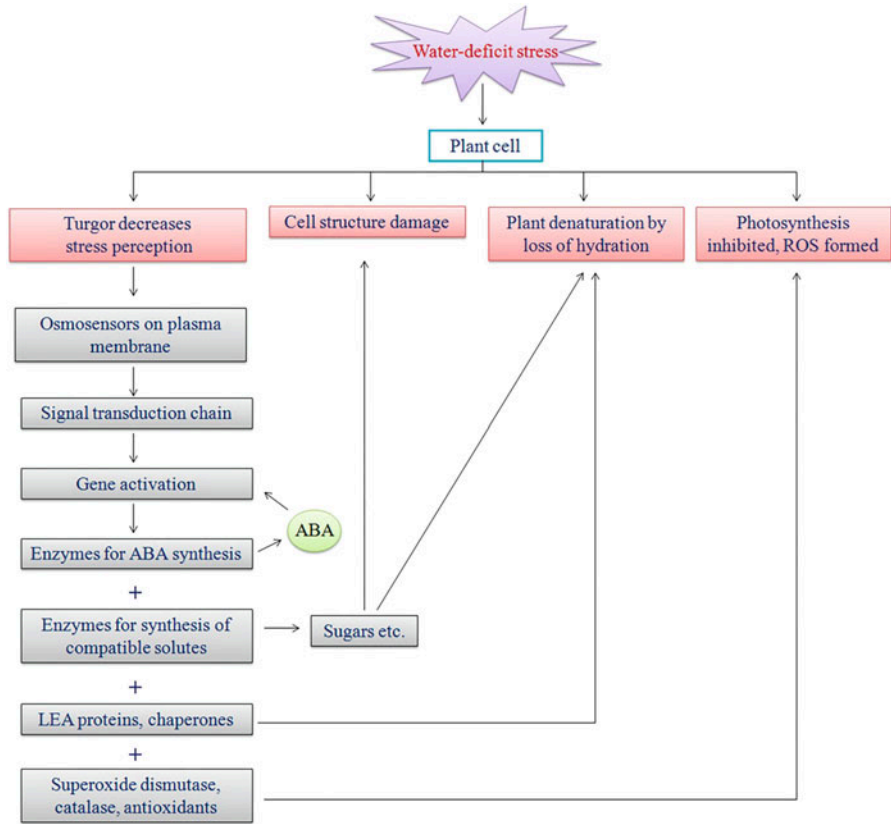 Water-deficit stress
Plant cell
Turgor decreases
stress perception
Cell structure damage
Plant denaturation by
loss of hydration
Photosynthesis
inhibited, ROS formed
Osmosensors on plasma
membrane
Signal transduction chain
Gene activation
ABA
Enzymes for ABA synthesis
+
Enzymes for synthesis of
compatible solutes
Sugars etc.
+
LEA proteins, chaperones
+
Superoxide dismutase,
catalase, antioxidants